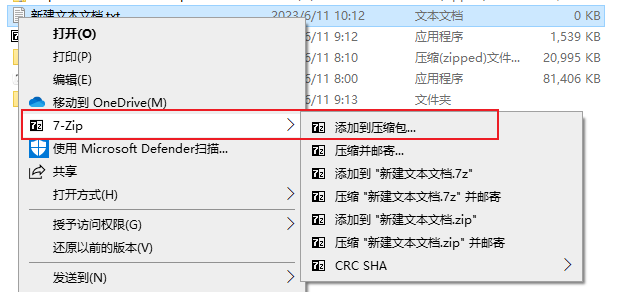 新建文本文档.txt 2023/6/11 10:12 文本文档 0 KB
/6/11 9:12 应用程序 1,539 KB
/6/11 8:10 压缩(zipped)文件... 20,995 KB
/6/11 8:00 应用程序 81,406 KB
/6/11 9:13 文件夹
打开(O)
打印(P)
编辑(E)
移动到 OneDrive(M)
7-Zip
使用 Microsoft Defender扫描...
共享
打开方式(H)
授予访问权限(G)
还原以前的版本(V)
发送到(N)
添加到压缩包...
压缩并邮寄...
添加到 "新建文本文档.7z"
压缩 "新建文本文档.7z" 并邮寄
添加到 "新建文本文档.zip"
压缩 "新建文本文档.zip" 并邮寄
CRC SHA